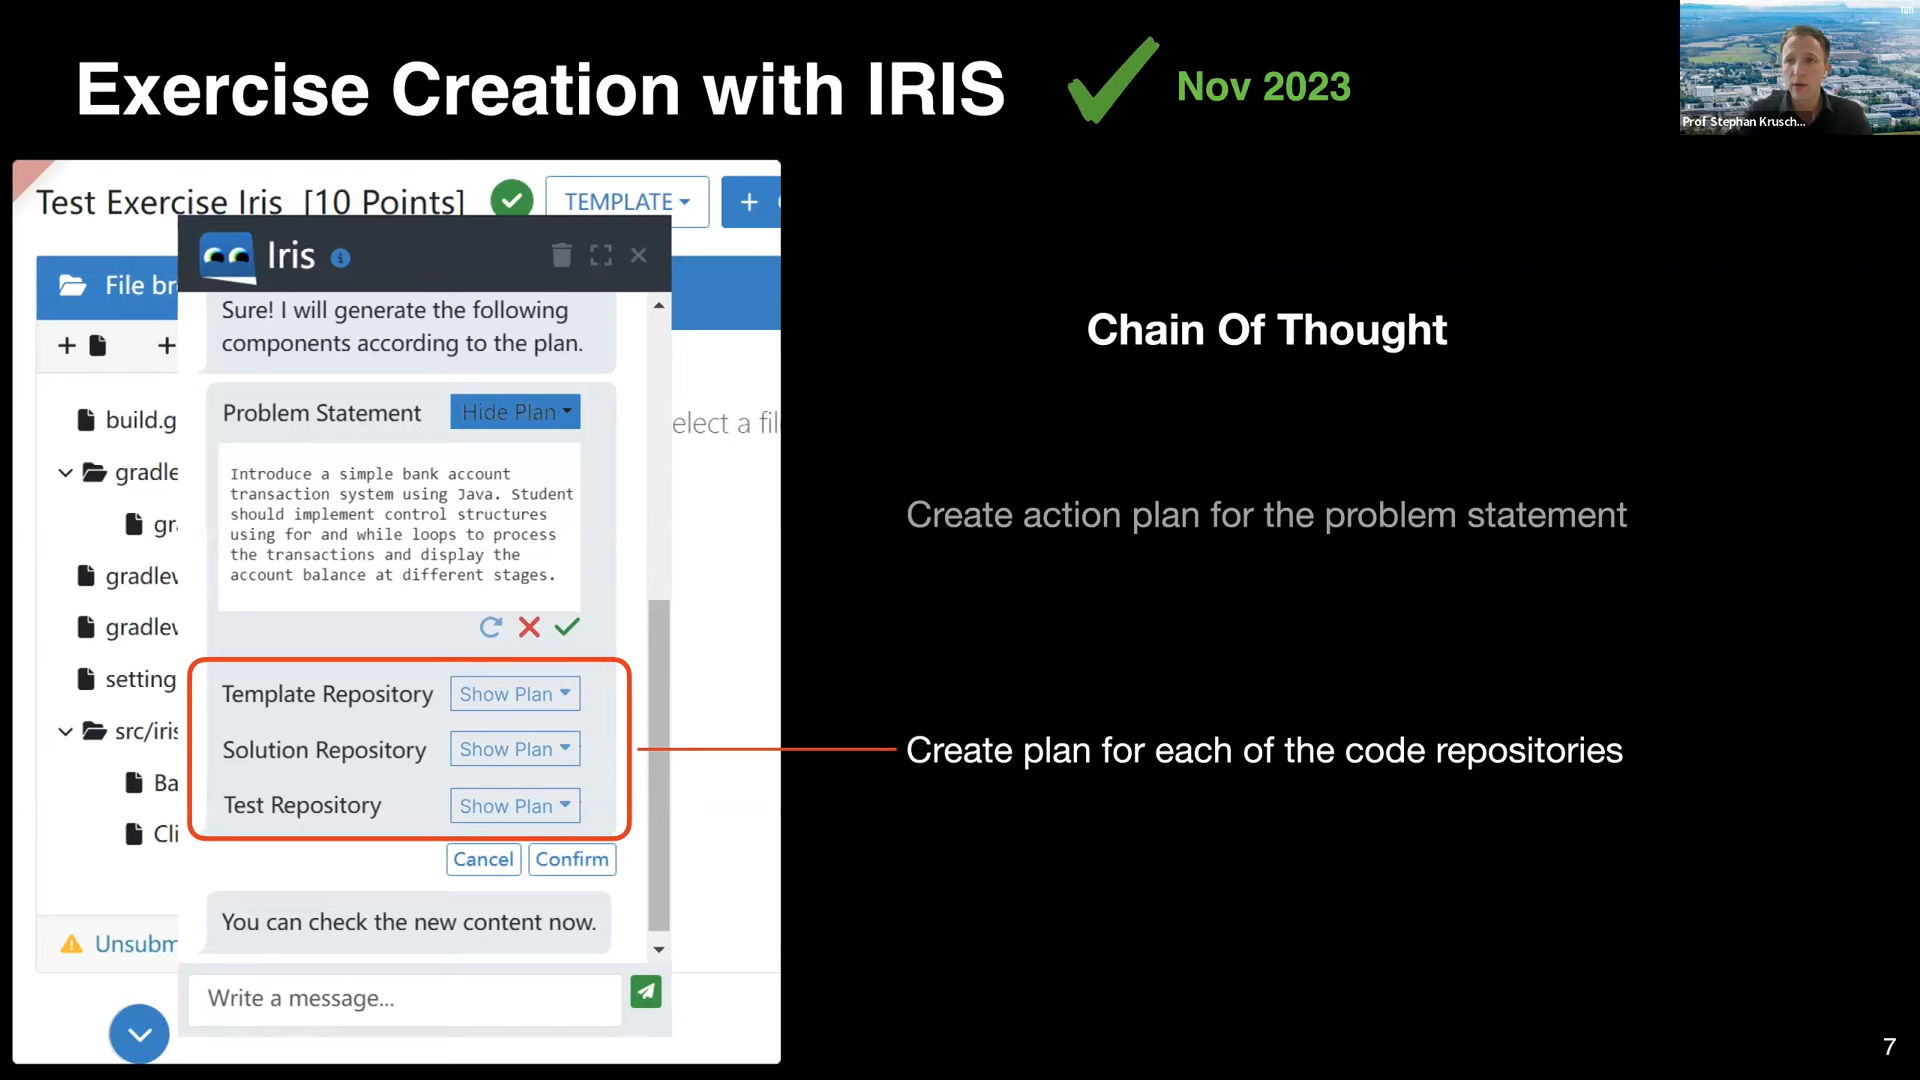 Exercise Creation with IRIS
Nov 2023
Prof Stephan Krusch...
Test Exercise Iris [10 Points]
TEMPLATE
+
Iris
File br
Sure! I will generate the following
components according to the plan.
Problem Statement
Hide Plan
elect a fil
Introduce a simple bank account
transaction system using Java. Student
should implement control structures
using for and while loops to process
the transactions and display the
account balance at different stages.
build.g
gradle
gr
gradlew
gradlew
setting
src/iris
Ba
Cli
Template Repository
Show Plan
Solution Repository
Show Plan
Test Repository
Show Plan
Cancel
Confirm
You can check the new content now.
Unsubm
Write a message...
Chain Of Thought
Create action plan for the problem statement
Create plan for each of the code repositories
7